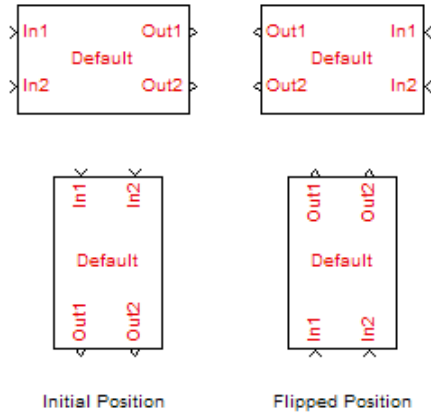 In1 Out1
Default
In2 Out2
Out1 In1
Default
Out2 In2
In1 In2
Default
Out1 Out2
Out1 Out2
Default
In1 In2
Initial Position
Flipped Position